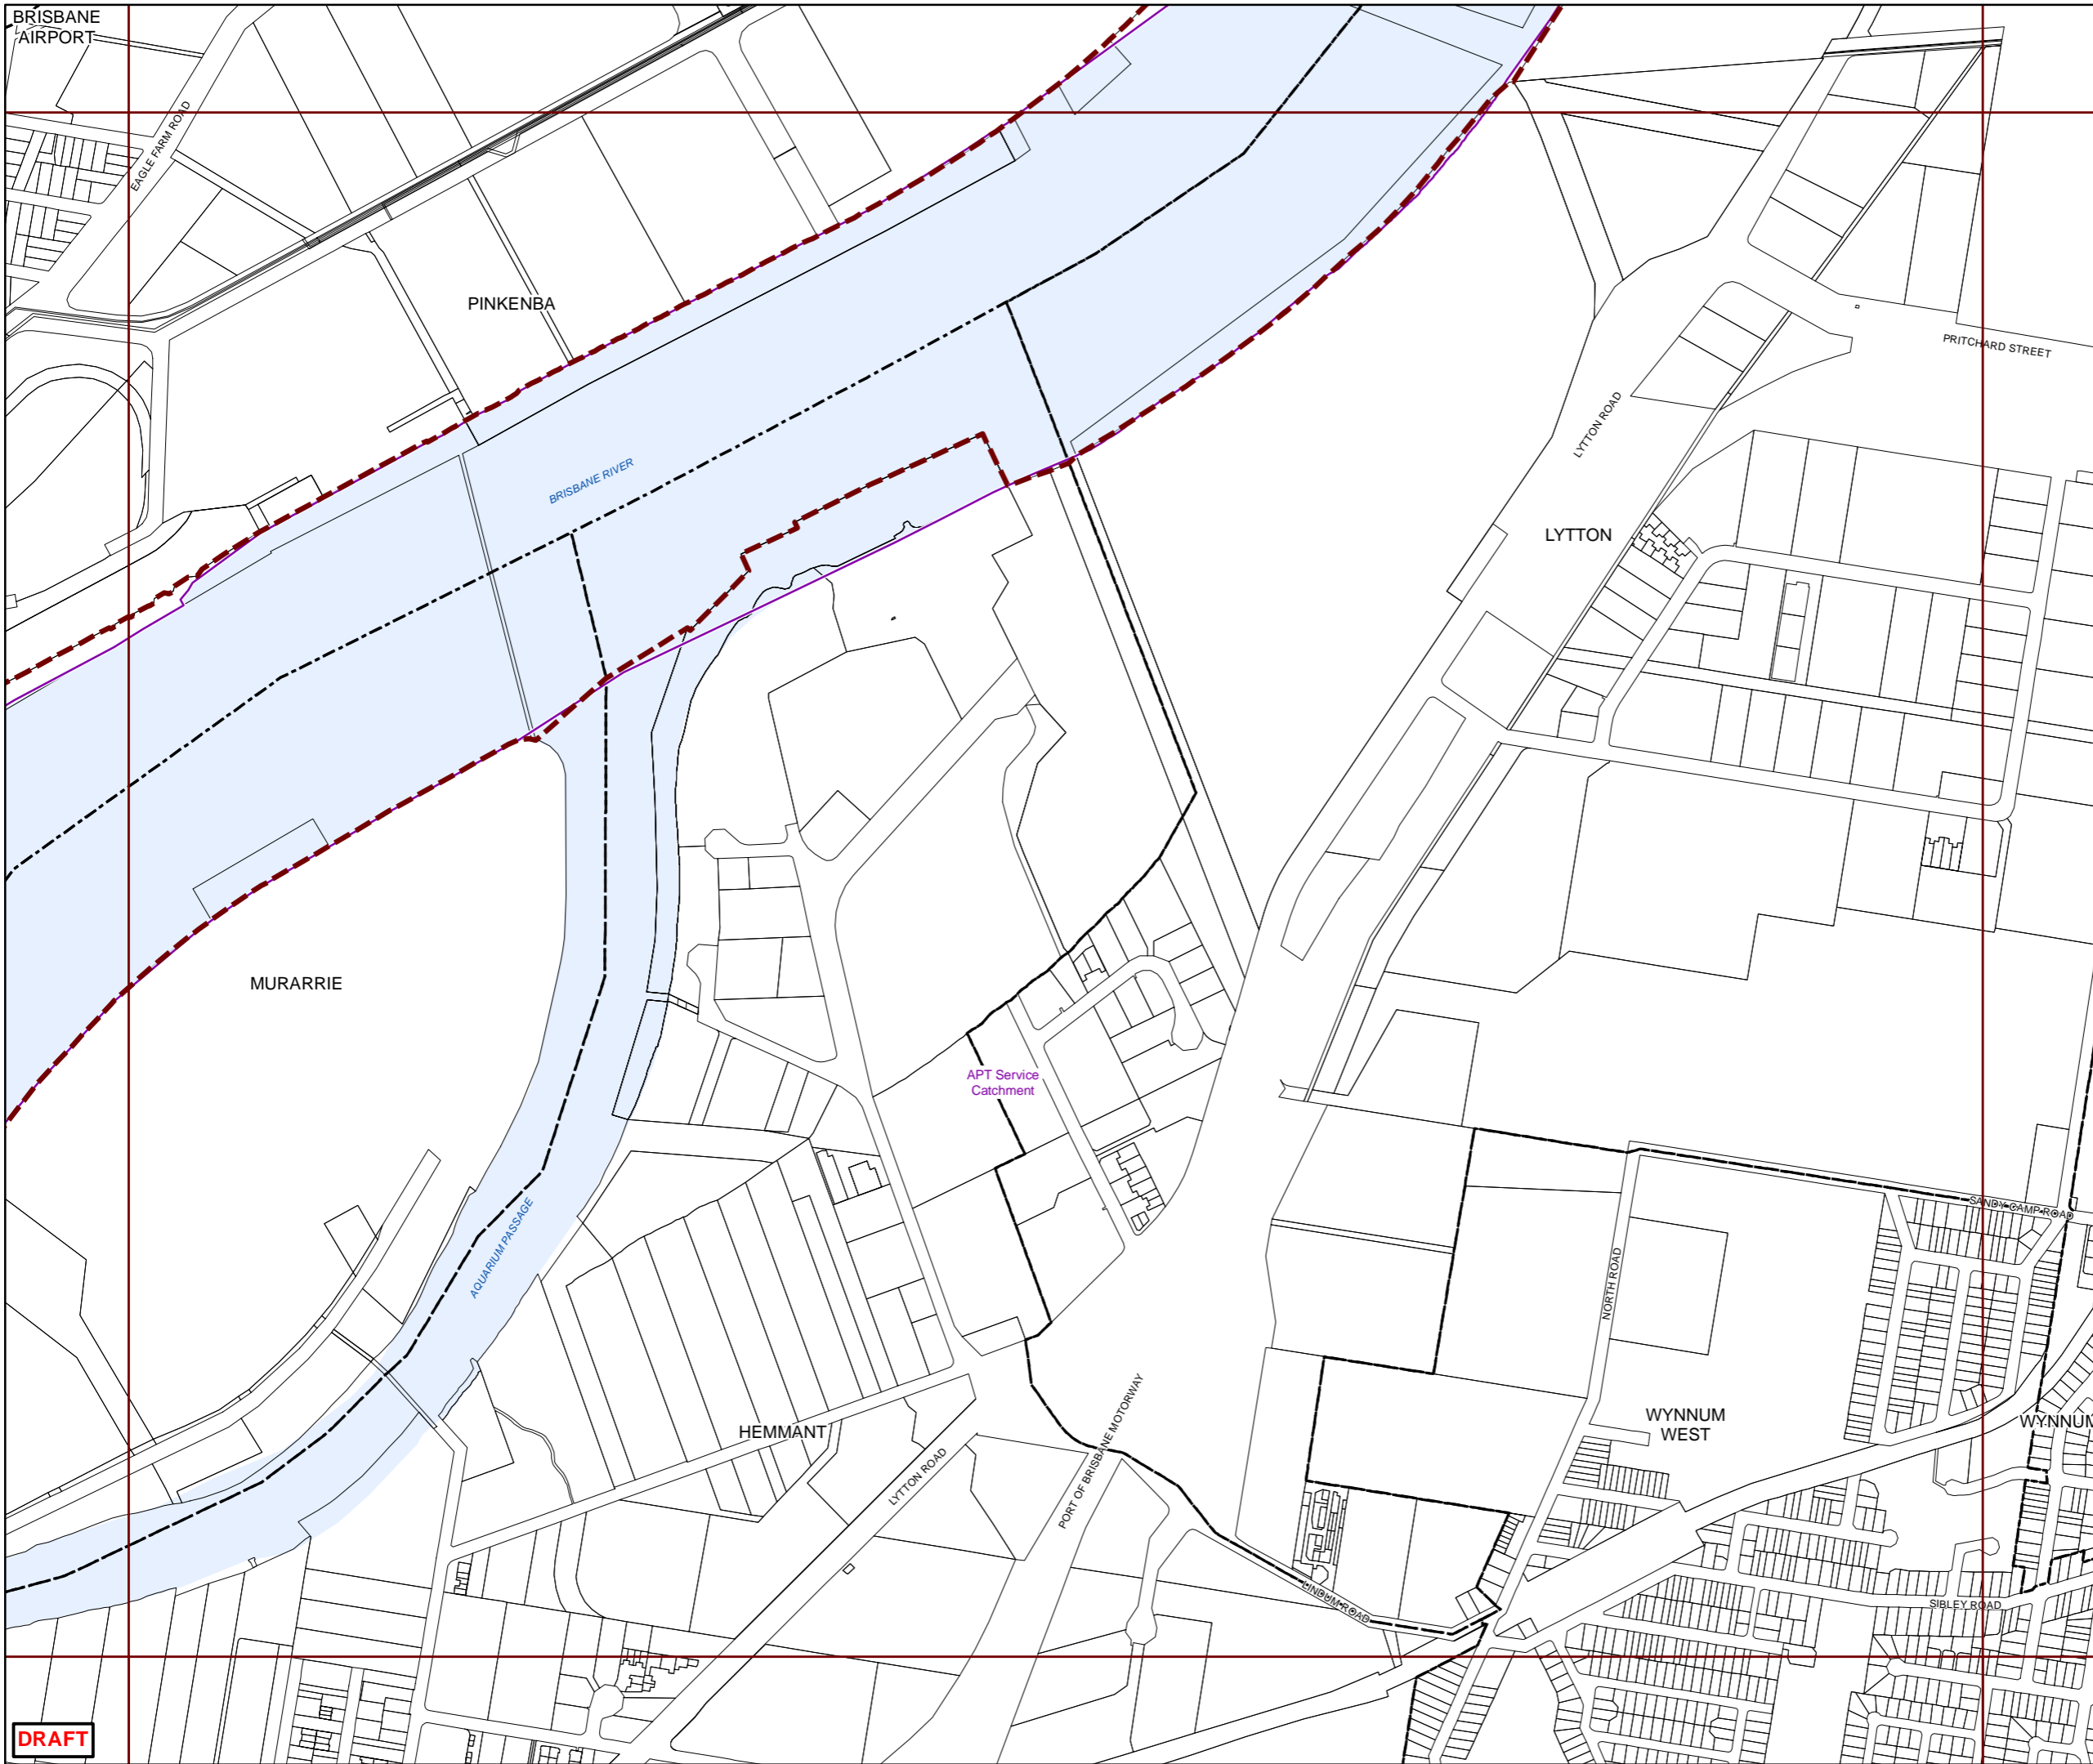 BRISBANE
AIRPORT
EAGLE FARM ROAD
PINKENBA
PRITCHARD STREET
LYTTON ROAD
BRISBANE RIVER
LYTTON
MURARRIE
APT Service
Catchment
AQUARIUM PASSAGE
SANDY CAMP ROAD
NORTH ROAD
PORT OF BRISBANE MOTORWAY
HEMMANT
WYNNUM
WEST
WYNNUM
LYTTON ROAD
LINDUM ROAD
SIBLEY ROAD
DRAFT